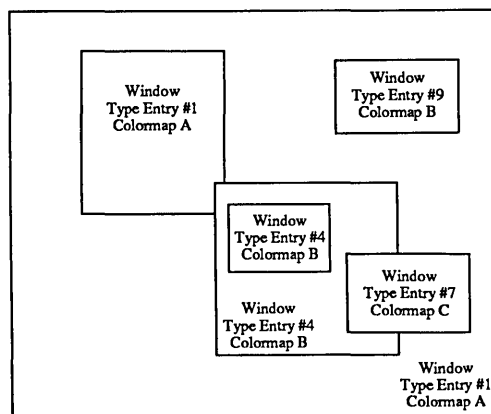 Window
Type Entry #1
Colormap A
Window
Type Entry #9
Colormap B
Window
Type Entry #4
Colormap B
Window
Type Entry #7
Colormap C
Window
Type Entry #4
Colormap B
Window
Type Entry #1
Colormap A